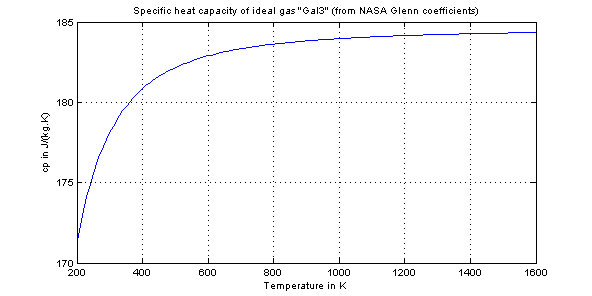 Specific heat capacity of ideal gas "GaI3" (from NASA Glenn coefficients)
185
180
175
170
cp in J/(kg.K)
200 400 600 800 1000 1200 1400 1600
Temperature in K